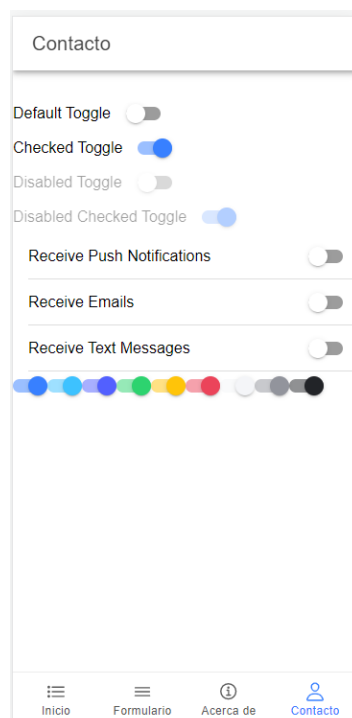 Contacto
Default Toggle
Checked Toggle
Disabled Toggle
Disabled Checked Toggle
Receive Push Notifications
Receive Emails
Receive Text Messages
Inicio Formulario Acerca de Contacto